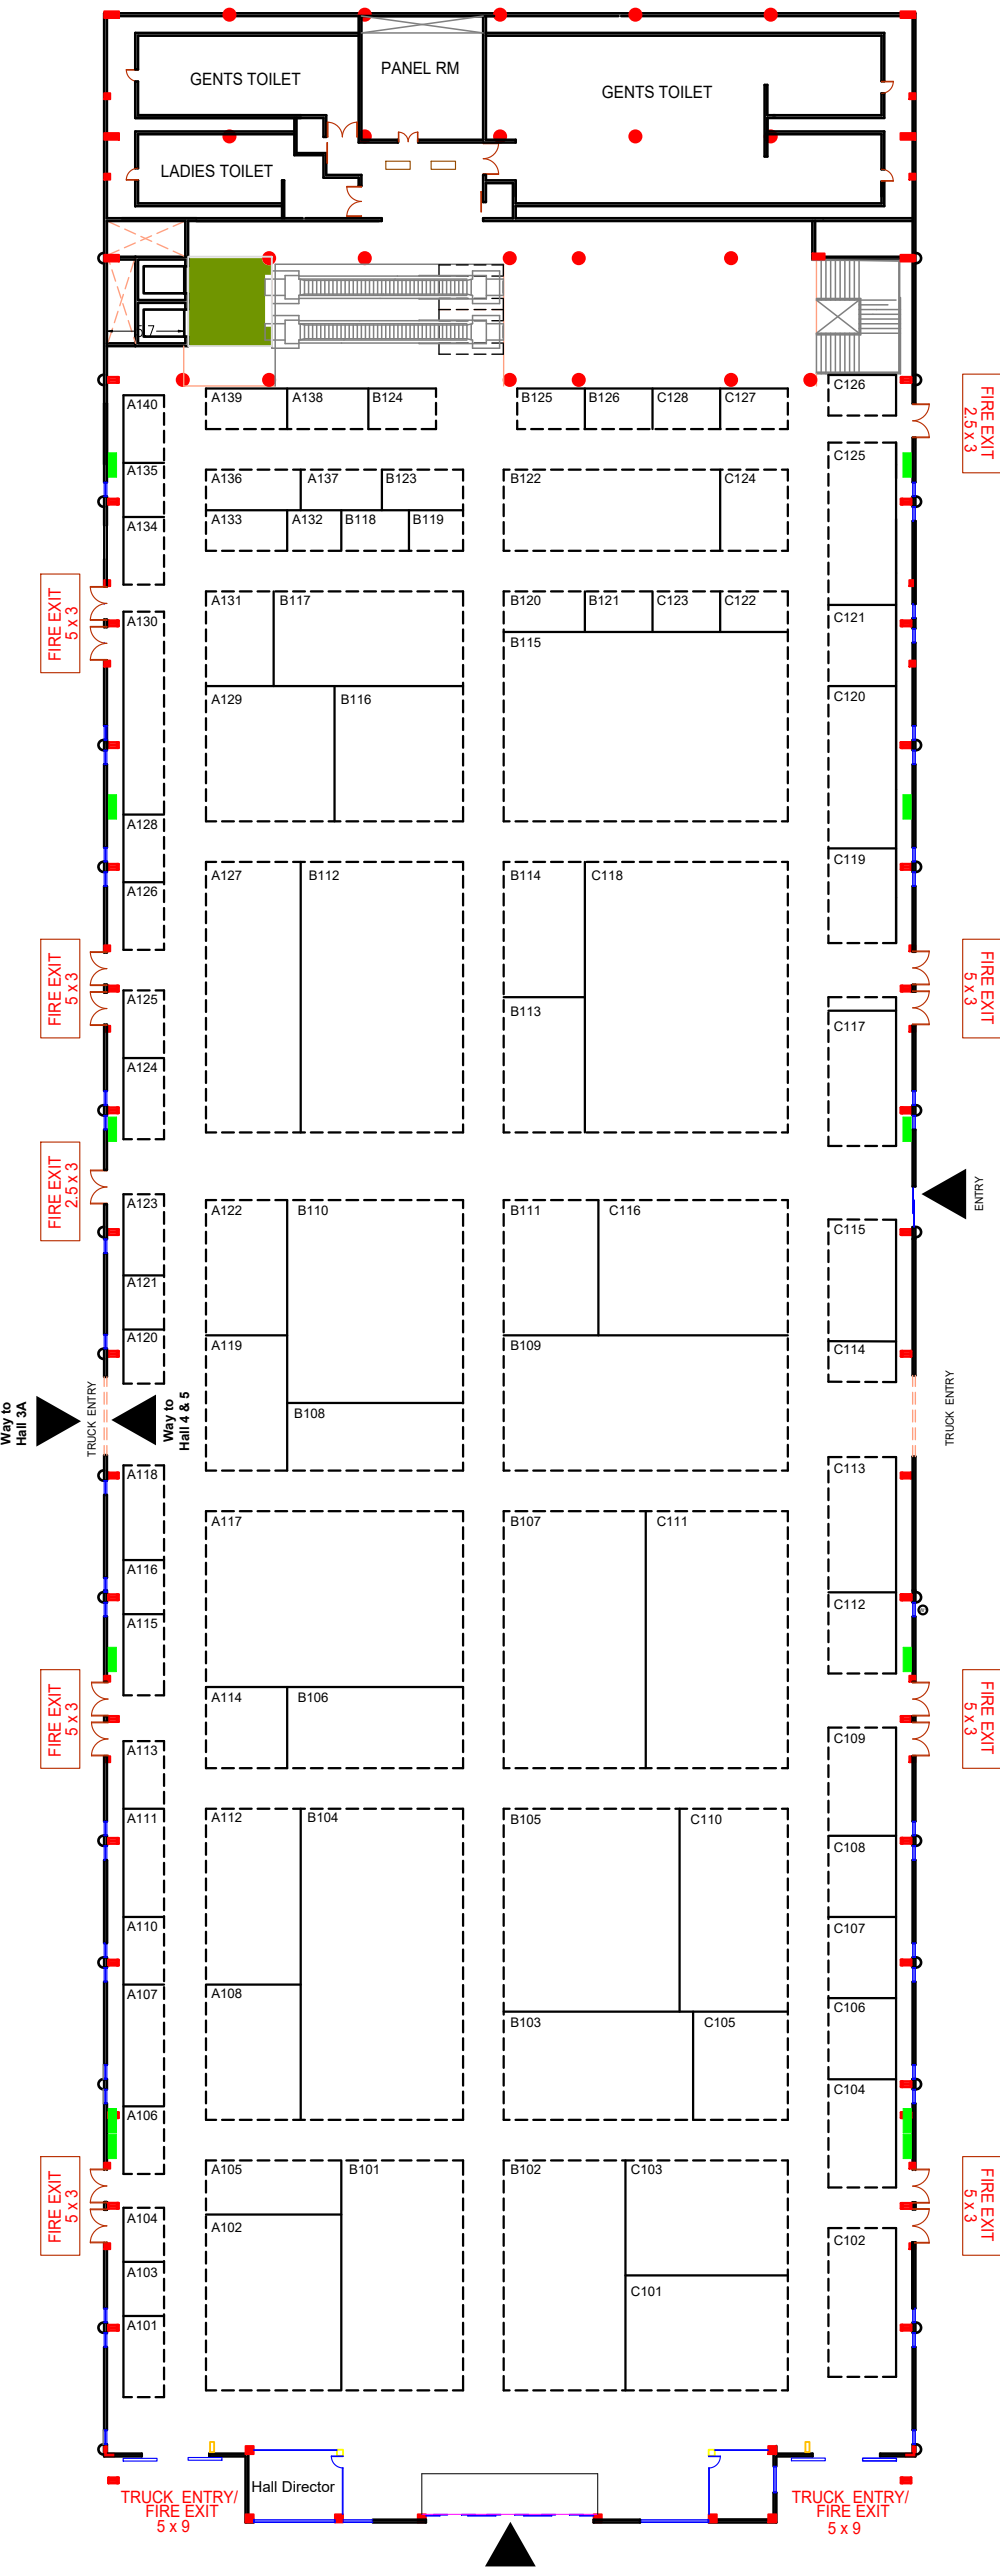 GENTS TOILET
PANEL RM
GENTS TOILET
LADIES TOILET
5.7
C126
A139
A138
B124
B125
B126
C128
C127
A140
FIRE EXIT
2.5 x 3
C125
A135
A136
A137
B123
B122
C124
A134
A133
A132
B118
B119
FIRE EXIT
5 x 3
A131
B117
B120
B121
C123
C122
A130
C121
B115
A129
B116
C120
A128
C119
A127
B112
B114
C118
A126
FIRE EXIT
5 x 3
FIRE EXIT
5 x 3
A125
B113
C117
A124
FIRE EXIT
2.5 x 3
ENTRY
A123
A122
B110
B111
C116
C115
A121
A120
A119
B109
C114
Way to
Hall 3A
TRUCK ENTRY
Way to
Hall 4 & 5
B108
TRUCK ENTRY
A118
C113
A117
B107
C111
A116
C112
A115
FIRE EXIT
5 x 3
A114
B106
FIRE EXIT
5 x 3
A113
C109
A111
A112
B104
B105
C110
C108
A110
C107
A107
A108
C106
B103
C105
C104
A106
FIRE EXIT
5 x 3
A105
B101
B102
C103
FIRE EXIT
5 x 3
A104
A102
C102
A103
C101
A101
Hall Director
TRUCK ENTRY/
FIRE EXIT
5 x 9
TRUCK ENTRY/
FIRE EXIT
5 x 9